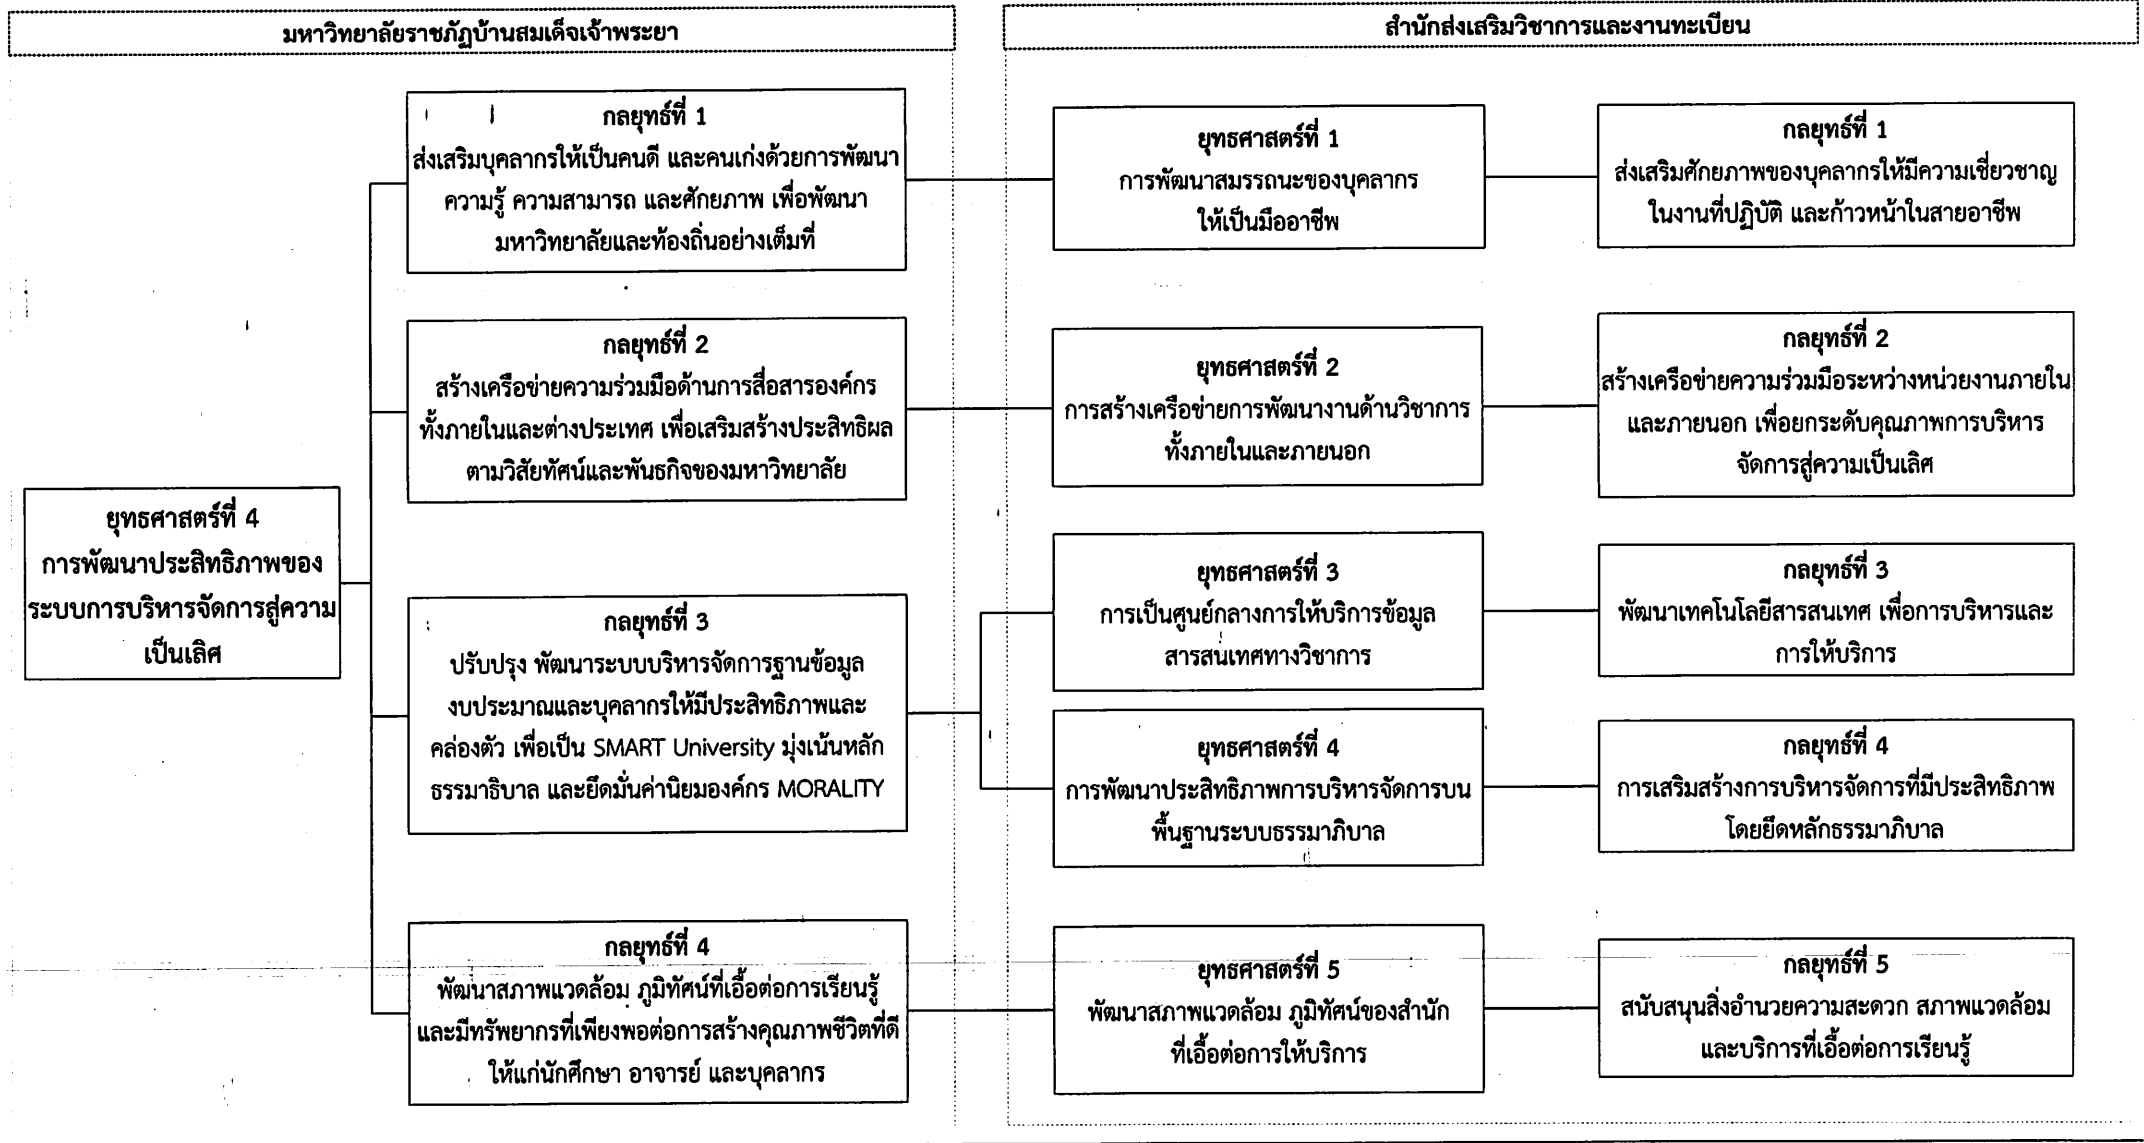 มหาวิทยาลัยราชภัฏบ้านสมเด็จเจ้าพระยา
สำนักส่งเสริมวิชาการและงานทะเบียน
ยุทธศาสตร์ที่ 4
การพัฒนาประสิทธิภาพของ
ระบบการบริหารจัดการสู่ความ
เป็นเลิศ
กลยุทธ์ที่ 1
ส่งเสริมบุคลากรให้เป็นคนดี และคนเก่งด้วยการพัฒนา
ความรู้ ความสามารถ และศักยภาพ เพื่อพัฒนา
มหาวิทยาลัยและท้องถิ่นอย่างเต็มที่
ยุทธศาสตร์ที่ 1
การพัฒนาสมรรถนะของบุคลากร
ให้เป็นมืออาชีพ
กลยุทธ์ที่ 1
ส่งเสริมศักยภาพของบุคลากรให้มีความเชี่ยวชาญ
ในงานที่ปฏิบัติ และก้าวหน้าในสายอาชีพ
กลยุทธ์ที่ 2
สร้างเครือข่ายความร่วมมือด้านการสื่อสารองค์กร
ทั้งภายในและต่างประเทศ เพื่อเสริมสร้างประสิทธิผล
ตามวิสัยทัศน์และพันธกิจของมหาวิทยาลัย
ยุทธศาสตร์ที่ 2
การสร้างเครือข่ายการพัฒนางานด้านวิชาการ
ทั้งภายในและภายนอก
กลยุทธ์ที่ 2
สร้างเครือข่ายความร่วมมือระหว่างหน่วยงานภายใน
และภายนอก เพื่อยกระดับคุณภาพการบริหาร
จัดการสู่ความเป็นเลิศ
กลยุทธ์ที่ 3
ปรับปรุง พัฒนาระบบบริหารจัดการฐานข้อมูล
งบประมาณและบุคลากรให้มีประสิทธิภาพและ
คล่องตัว เพื่อเป็น SMART University มุ่งเน้นหลัก
ธรรมาธิบาล และยึดมั่นค่านิยมองค์กร MORALITY
ยุทธศาสตร์ที่ 3
การเป็นศูนย์กลางการให้บริการข้อมูล
สารสนเทศทางวิชาการ
กลยุทธ์ที่ 3
พัฒนาเทคโนโลยีสารสนเทศ เพื่อการบริหารและ
การให้บริการ
ยุทธศาสตร์ที่ 4
การพัฒนาประสิทธิภาพการบริหารจัดการบน
พื้นฐานระบบธรรมาภิบาล
กลยุทธ์ที่ 4
การเสริมสร้างการบริหารจัดการที่มีประสิทธิภาพ
โดยยึดหลักธรรมาภิบาล
กลยุทธ์ที่ 4
พัฒนาสภาพแวดล้อม ภูมิทัศน์ที่เอื้อต่อการเรียนรู้
และมีทรัพยากรที่เพียงพอต่อการสร้างคุณภาพชีวิตที่ดี
ให้แก่นักศึกษา อาจารย์ และบุคลากร
ยุทธศาสตร์ที่ 5
พัฒนาสภาพแวดล้อม ภูมิทัศน์ของสำนัก
ที่เอื้อต่อการให้บริการ
กลยุทธ์ที่ 5
สนับสนุนสิ่งอำนวยความสะดวก สภาพแวดล้อม
และบริการที่เอื้อต่อการเรียนรู้